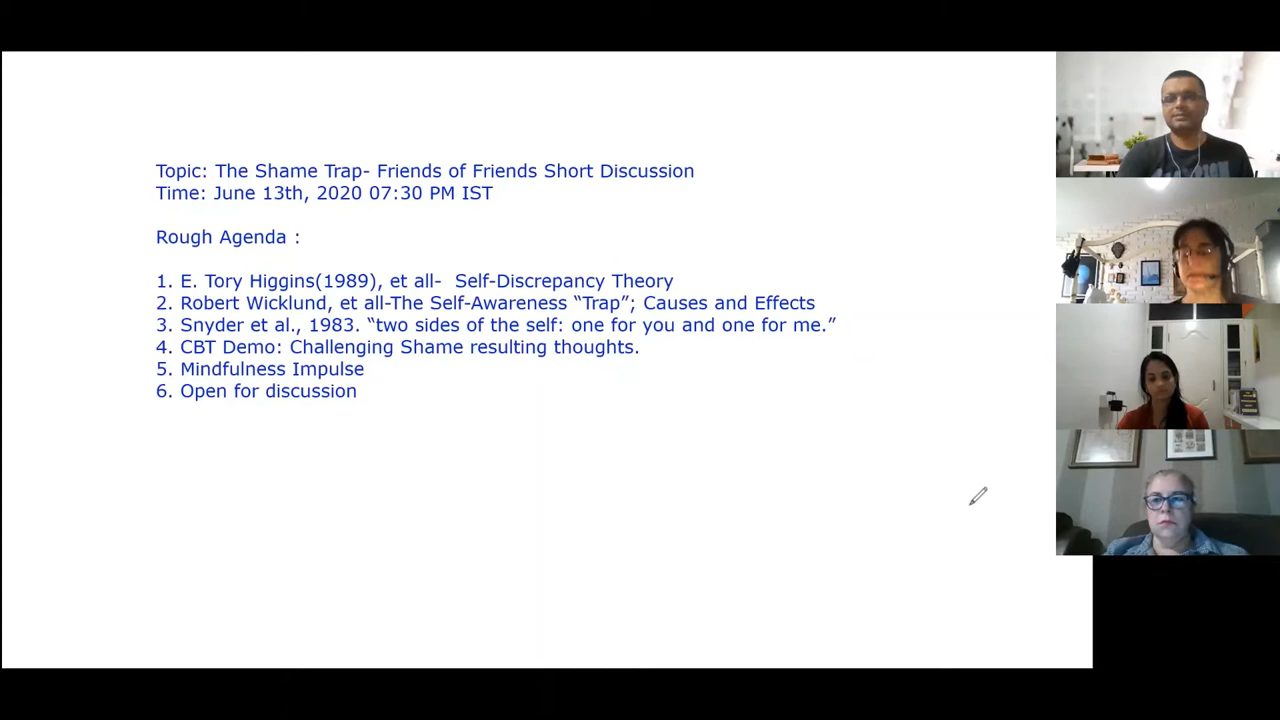 Topic: The Shame Trap- Friends of Friends Short Discussion
Time: June 13th, 2020 07:30 PM IST
Rough Agenda :
1. E. Tory Higgins(1989), et all-  Self-Discrepancy Theory
2. Robert Wicklund, et all-The Self-Awareness “Trap”; Causes and Effects
3. Snyder et al., 1983. “two sides of the self: one for you and one for me.”
4. CBT Demo: Challenging Shame resulting thoughts.
5. Mindfulness Impulse
6. Open for discussion